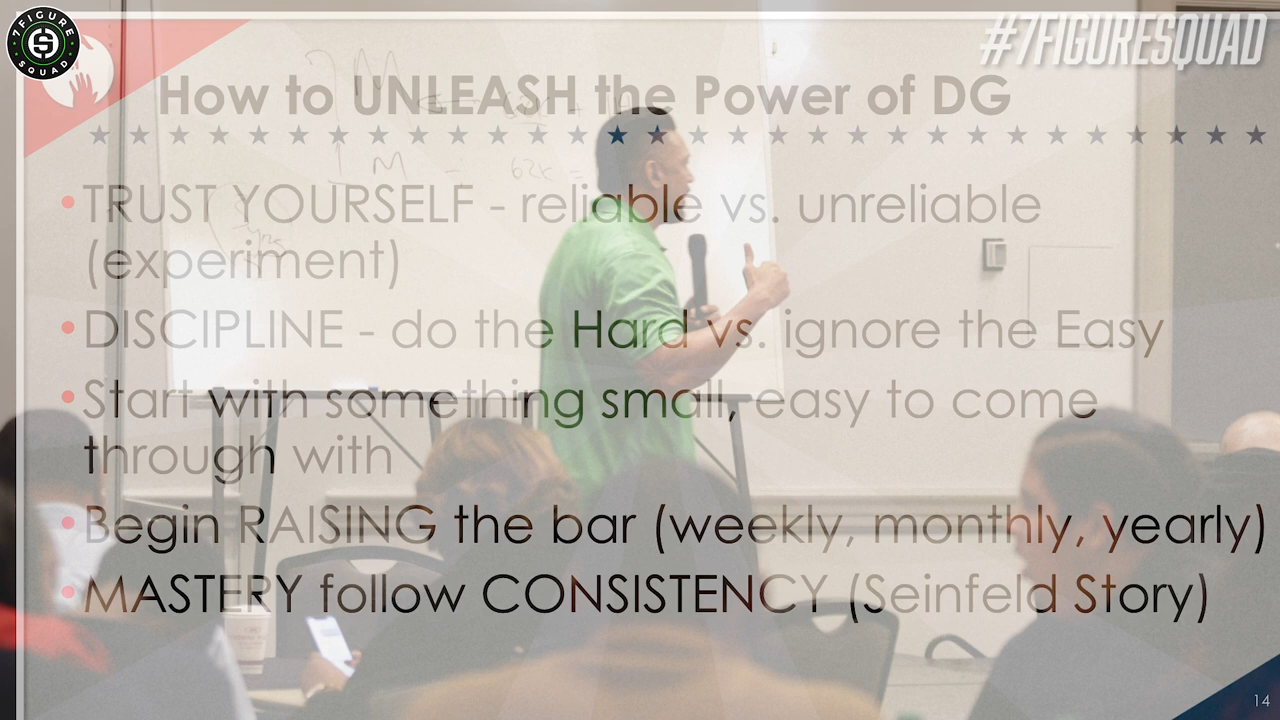 7FIGURE
SQUAD
#7FIGURESQUAD
How to UNLEASH the Power of DG
• TRUST YOURSELF - reliable vs. unreliable
(experiment)
• DISCIPLINE - do the Hard vs. ignore the Easy
• Start with something small, easy to come
through with
• Begin RAISING the bar (weekly, monthly, yearly)
• MASTERY follow CONSISTENCY (Seinfeld Story)
14